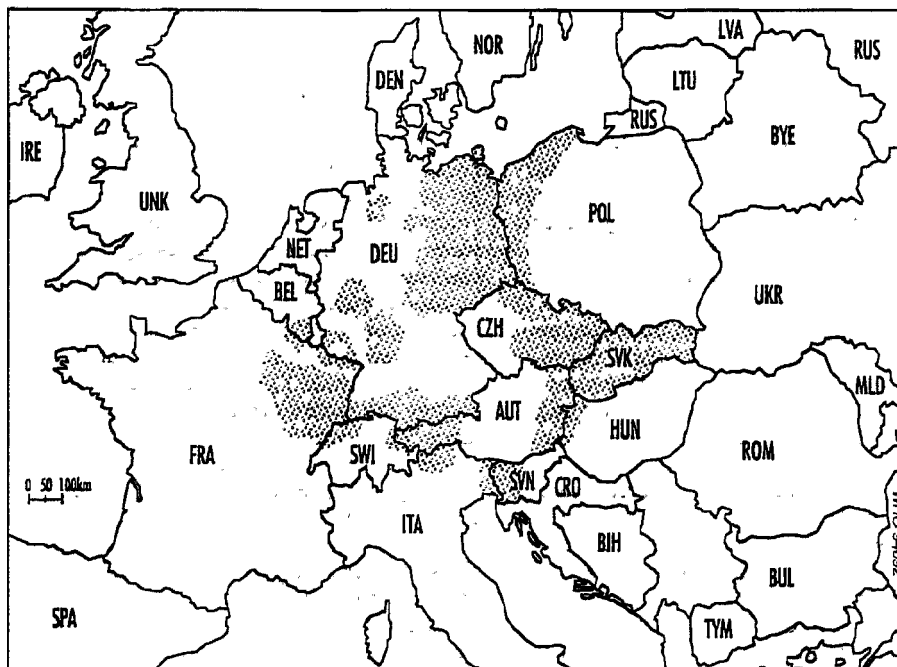 NOR
LVA
RUS
DEN
LTU
RUS
IRE
BYE
UNK
POL
NET
DEU
BEL
UKR
CZH
SVK
MLD
AUT
HUN
FRA
SWI
ROM
SVN
CRO
0 50 100km
ITA
BIH
BUL
SPA
TYM